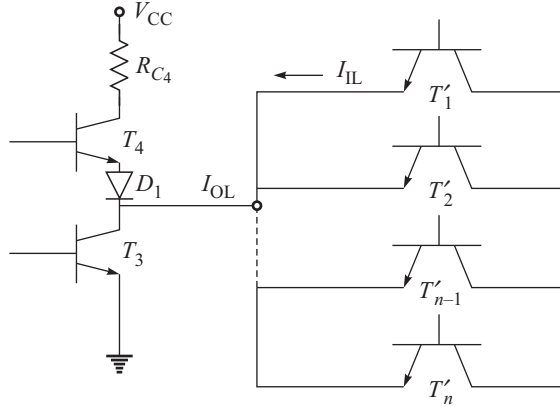 V_CC
R_C4
I_IL
T′_1
T_4
D_1
I_OL
T′_2
T_3
T′_n–1
T′_n